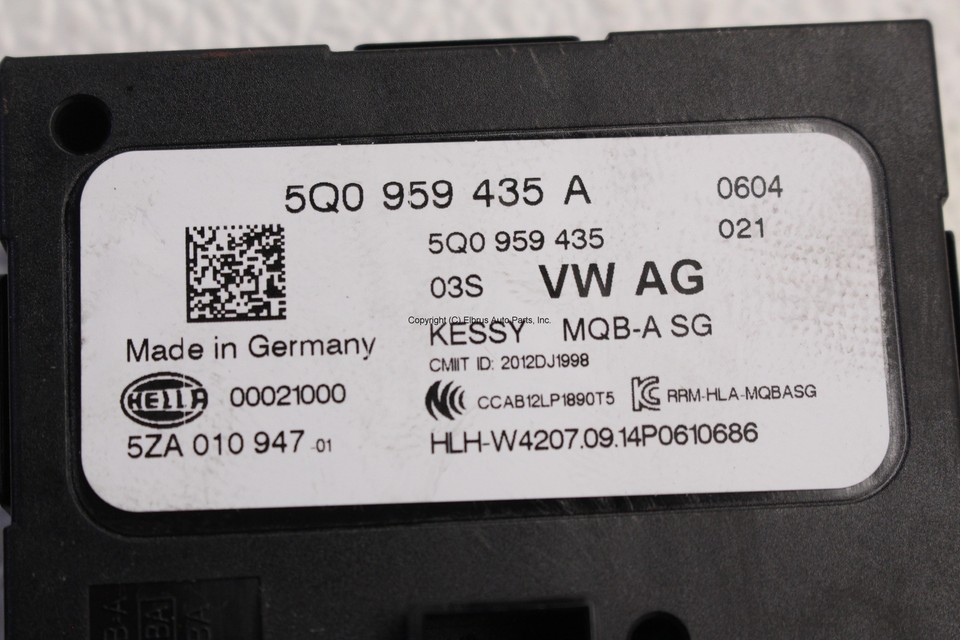 5Q0 959 435 A 0604
5Q0 959 435 021
03S VW AG
Copyright (C) Elbrus Auto Parts, Inc.
KESSY MQB-A SG
Made in Germany
CMIIT ID: 2012DJ1998
HELLA 00021000
CCAB12LP1890T5 RRM-HLA-MQBASG
5ZA 010 947 -01
HLH-W4207.09.14P0610686